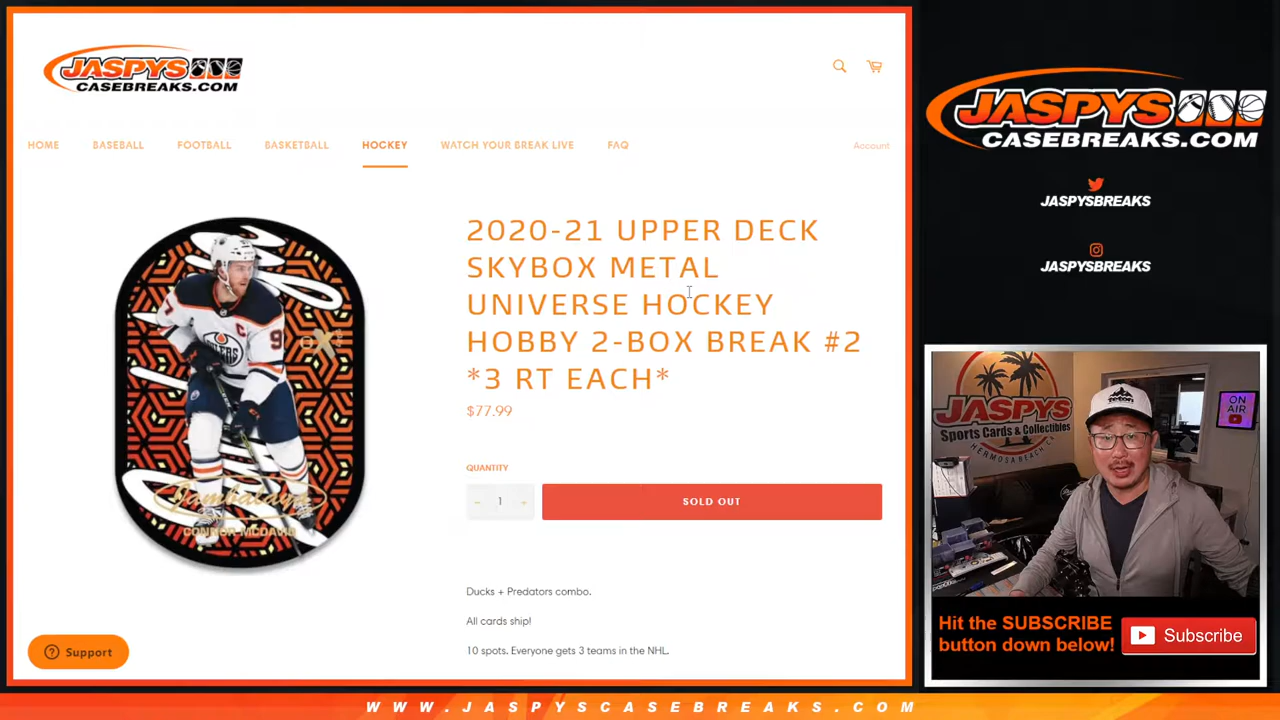 JASPYS
CASEBREAKS.COM
HOME BASEBALL FOOTBALL BASKETBALL HOCKEY WATCH YOUR BREAK LIVE FAQ Account
2020-21 UPPER DECK
SKYBOX METAL
UNIVERSE HOCKEY
HOBBY 2-BOX BREAK #2
*3 RT EACH*
$77.99
QUANTITY
- 1 +
SOLD OUT
Ducks + Predators combo.
All cards ship!
10 spots. Everyone gets 3 teams in the NHL.
Support
Jambalaya
CONNOR MCDAVID
JASPYS
CASEBREAKS.COM
JASPYSBREAKS
JASPYSBREAKS
JASPYS
Sports Cards & Collectibles
HERMOSA BEACH, CA
ON
AIR
Hit the SUBSCRIBE
button down below!
Subscribe
WWW.JASPYSCASEBREAKS.COM